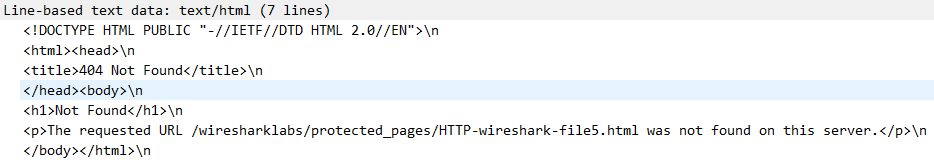 Line-based text data: text/html (7 lines)
<!DOCTYPE HTML PUBLIC "-//IETF//DTD HTML 2.0//EN">\n
<html><head>\n
<title>404 Not Found</title>\n
</head><body>\n
<h1>Not Found</h1>\n
<p>The requested URL /wiresharklabs/protected_pages/HTTP-wireshark-file5.html was not found on this server.</p>\n
</body></html>\n